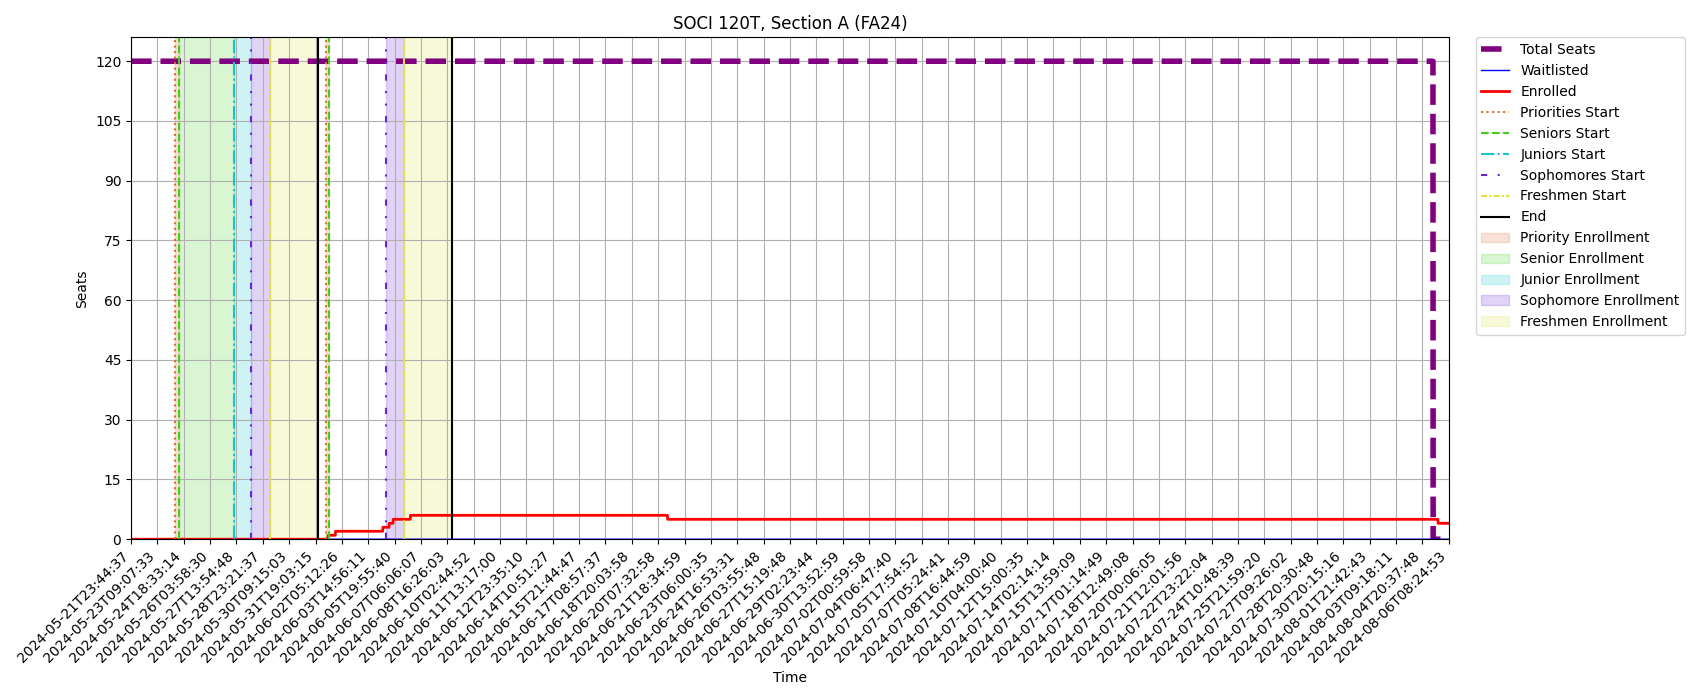 SOCI 120T, Section A (FA24)
Seats
120
105
90
75
60
45
30
15
0
2024-05-21T23:44:37
2024-05-23T09:07:33
2024-05-24T18:33:14
2024-05-26T03:58:30
2024-05-27T13:54:48
2024-05-28T23:21:37
2024-05-30T09:15:03
2024-05-31T19:03:15
2024-06-02T05:12:26
2024-06-03T14:56:11
2024-06-05T19:55:40
2024-06-07T06:06:07
2024-06-08T16:26:03
2024-06-10T02:44:52
2024-06-11T13:17:00
2024-06-12T23:35:10
2024-06-14T10:51:27
2024-06-15T21:44:47
2024-06-17T08:57:37
2024-06-18T20:03:58
2024-06-20T07:32:58
2024-06-21T18:34:59
2024-06-23T06:00:35
2024-06-24T16:53:31
2024-06-26T03:55:48
2024-06-27T15:19:48
2024-06-29T02:23:44
2024-06-30T13:52:59
2024-07-02T00:59:58
2024-07-04T06:47:40
2024-07-05T17:54:52
2024-07-07T05:24:41
2024-07-08T16:44:59
2024-07-10T04:00:40
2024-07-12T15:00:35
2024-07-14T02:14:14
2024-07-15T13:59:09
2024-07-17T01:14:49
2024-07-18T12:49:08
2024-07-20T00:06:05
2024-07-21T12:01:56
2024-07-22T23:22:04
2024-07-24T10:48:39
2024-07-25T21:59:20
2024-07-27T09:26:02
2024-07-28T20:30:48
2024-07-30T20:15:16
2024-08-01T21:42:43
2024-08-03T09:18:11
2024-08-04T20:37:48
2024-08-06T08:24:53
Time
Total Seats
Waitlisted
Enrolled
Priorities Start
Seniors Start
Juniors Start
Sophomores Start
Freshmen Start
End
Priority Enrollment
Senior Enrollment
Junior Enrollment
Sophomore Enrollment
Freshmen Enrollment